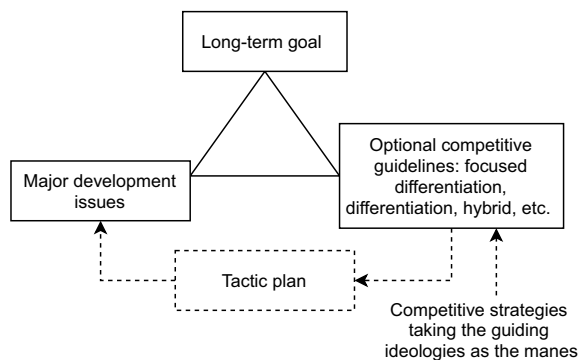 Long-term goal
Optional competitive
guidelines: focused
differentiation,
differentiation, hybrid, etc.
Major development
issues
Tactic plan
Competitive strategies
taking the guiding
ideologies as the manes